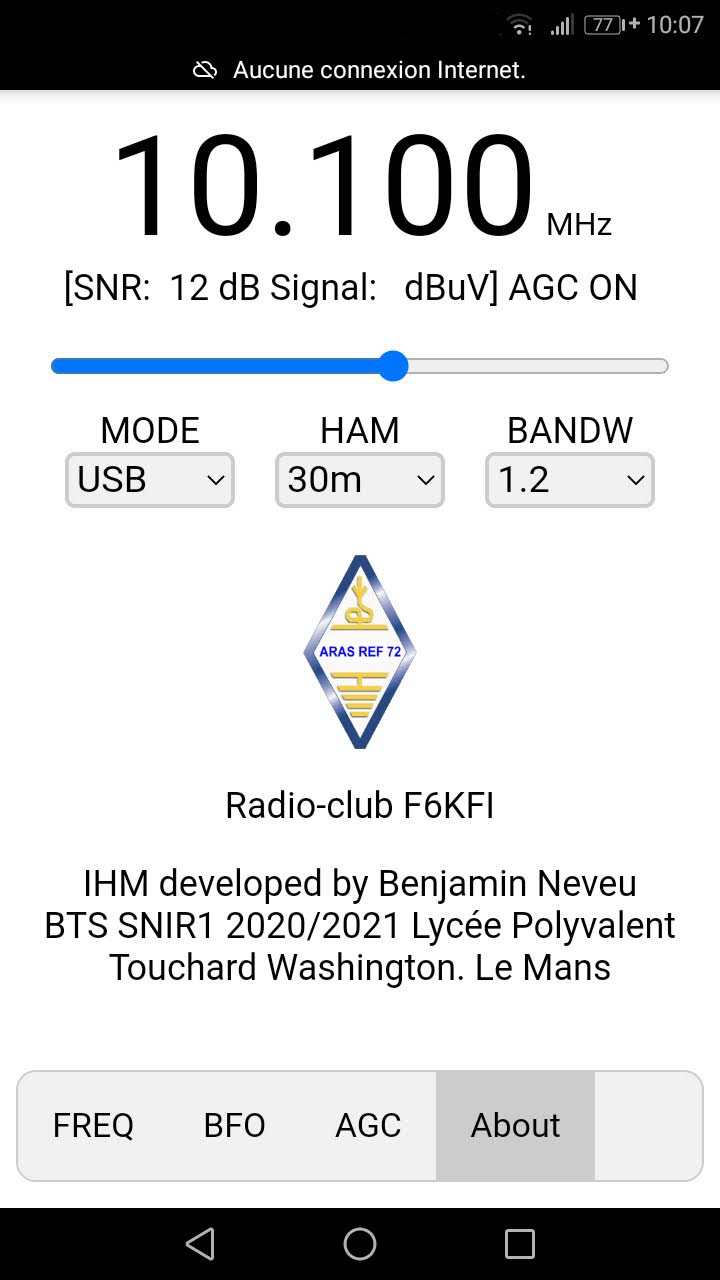 77 10:07
Aucune connexion Internet.
10.100 MHz
[SNR: 12 dB Signal: dBuV] AGC ON
MODE HAM BANDW
USB 30m 1.2
ARAS REF 72
Radio-club F6KFI
IHM developed by Benjamin Neveu
BTS SNIR1 2020/2021 Lycée Polyvalent
Touchard Washington. Le Mans
FREQ BFO AGC About